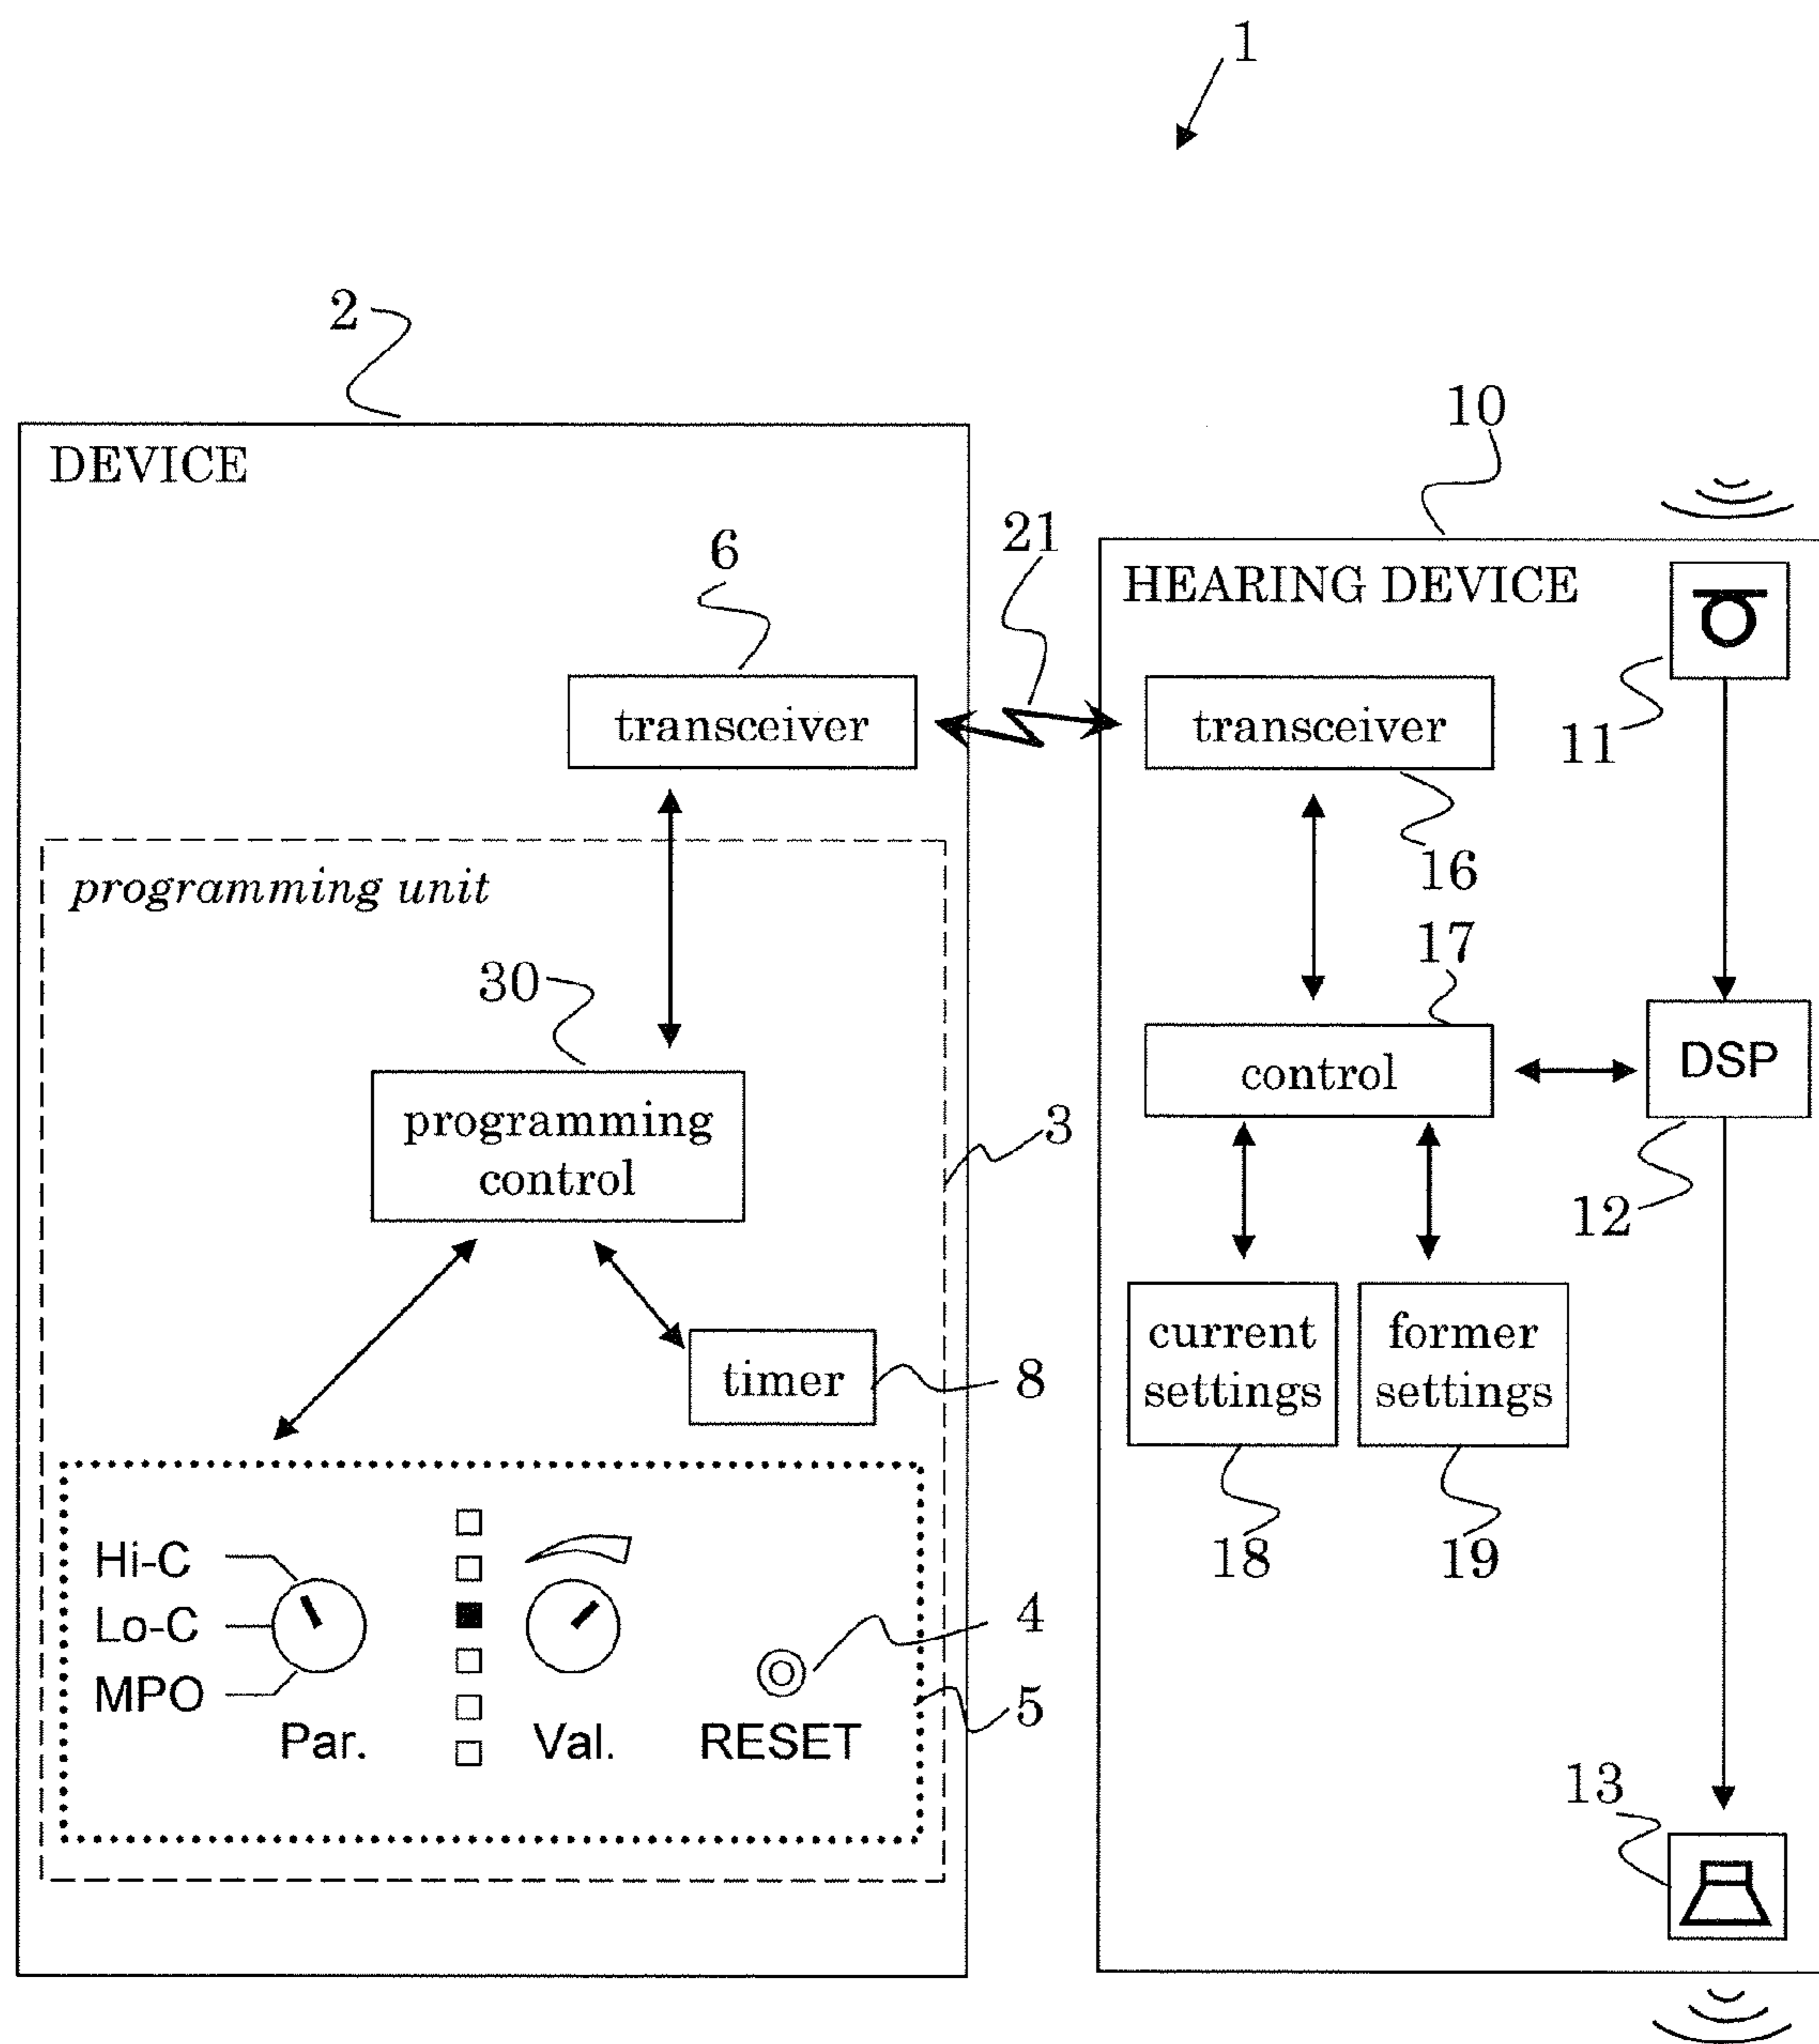 1
2
10
DEVICE
6
21
HEARING DEVICE
transceiver
transceiver
11
16
programming unit
17
30
control
DSP
programming
control
3
12
current
settings
former
settings
timer
8
18
19
Hi-C
Lo-C
MPO
4
5
Par.
Val.
RESET
13